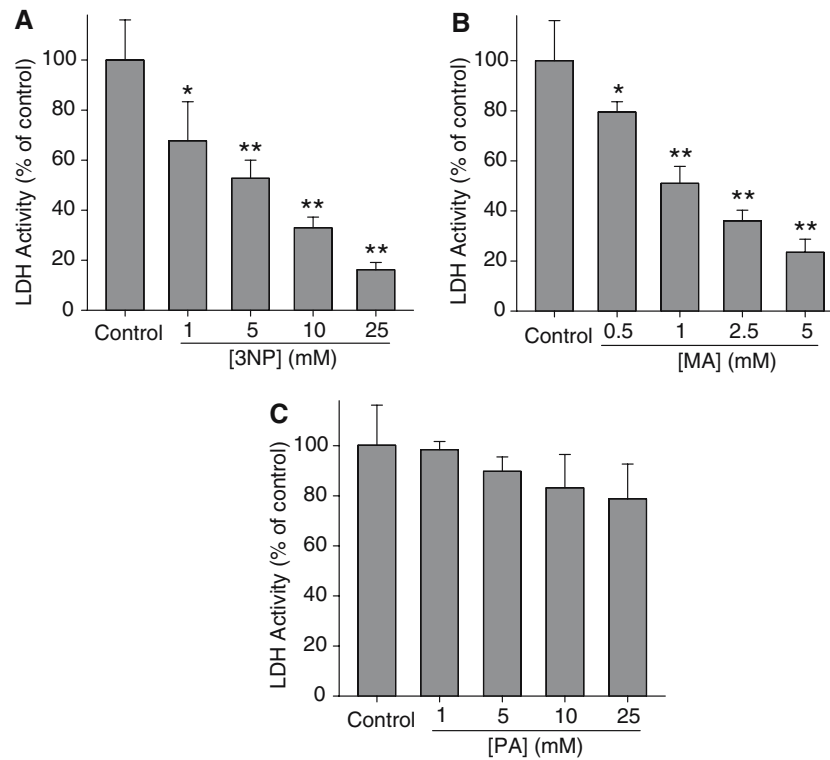 A
LDH Activity (% of control)
100
80
60
40
20
0
*
**
**
**
Control 1 5 10 25
[3NP] (mM)
B
LDH Activity (% of control)
100
80
60
40
20
0
*
**
**
**
Control 0.5 1 2.5 5
[MA] (mM)
C
LDH Activity (% of control)
100
80
60
40
20
0
Control 1 5 10 25
[PA] (mM)